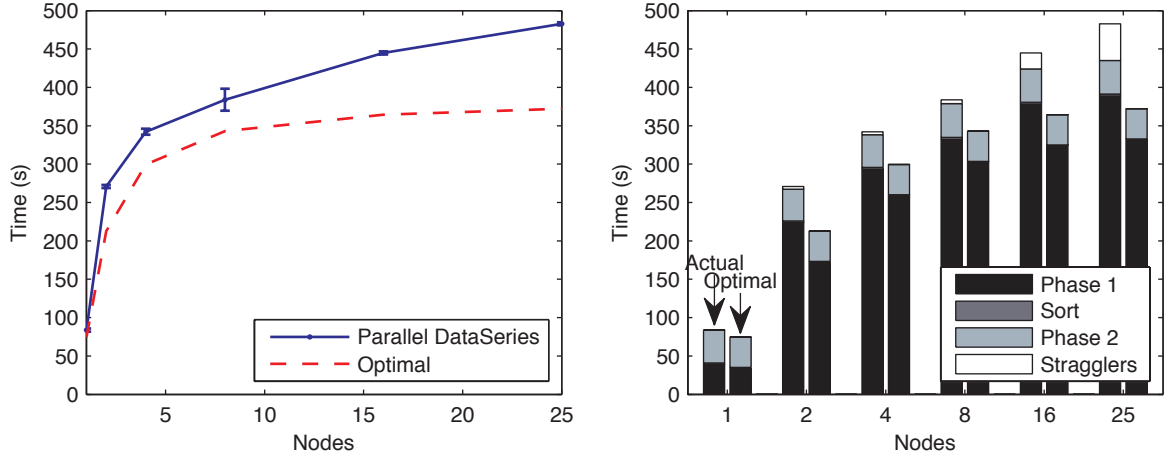 500
450
400
350
300
250
200
150
100
50
0
Time (s)
5
10
15
20
25
Nodes
Parallel DataSeries
Optimal
500
450
400
350
300
250
200
150
100
50
0
Time (s)
Actual
Optimal
1
2
4
8
16
25
Nodes
Phase 1
Sort
Phase 2
Stragglers